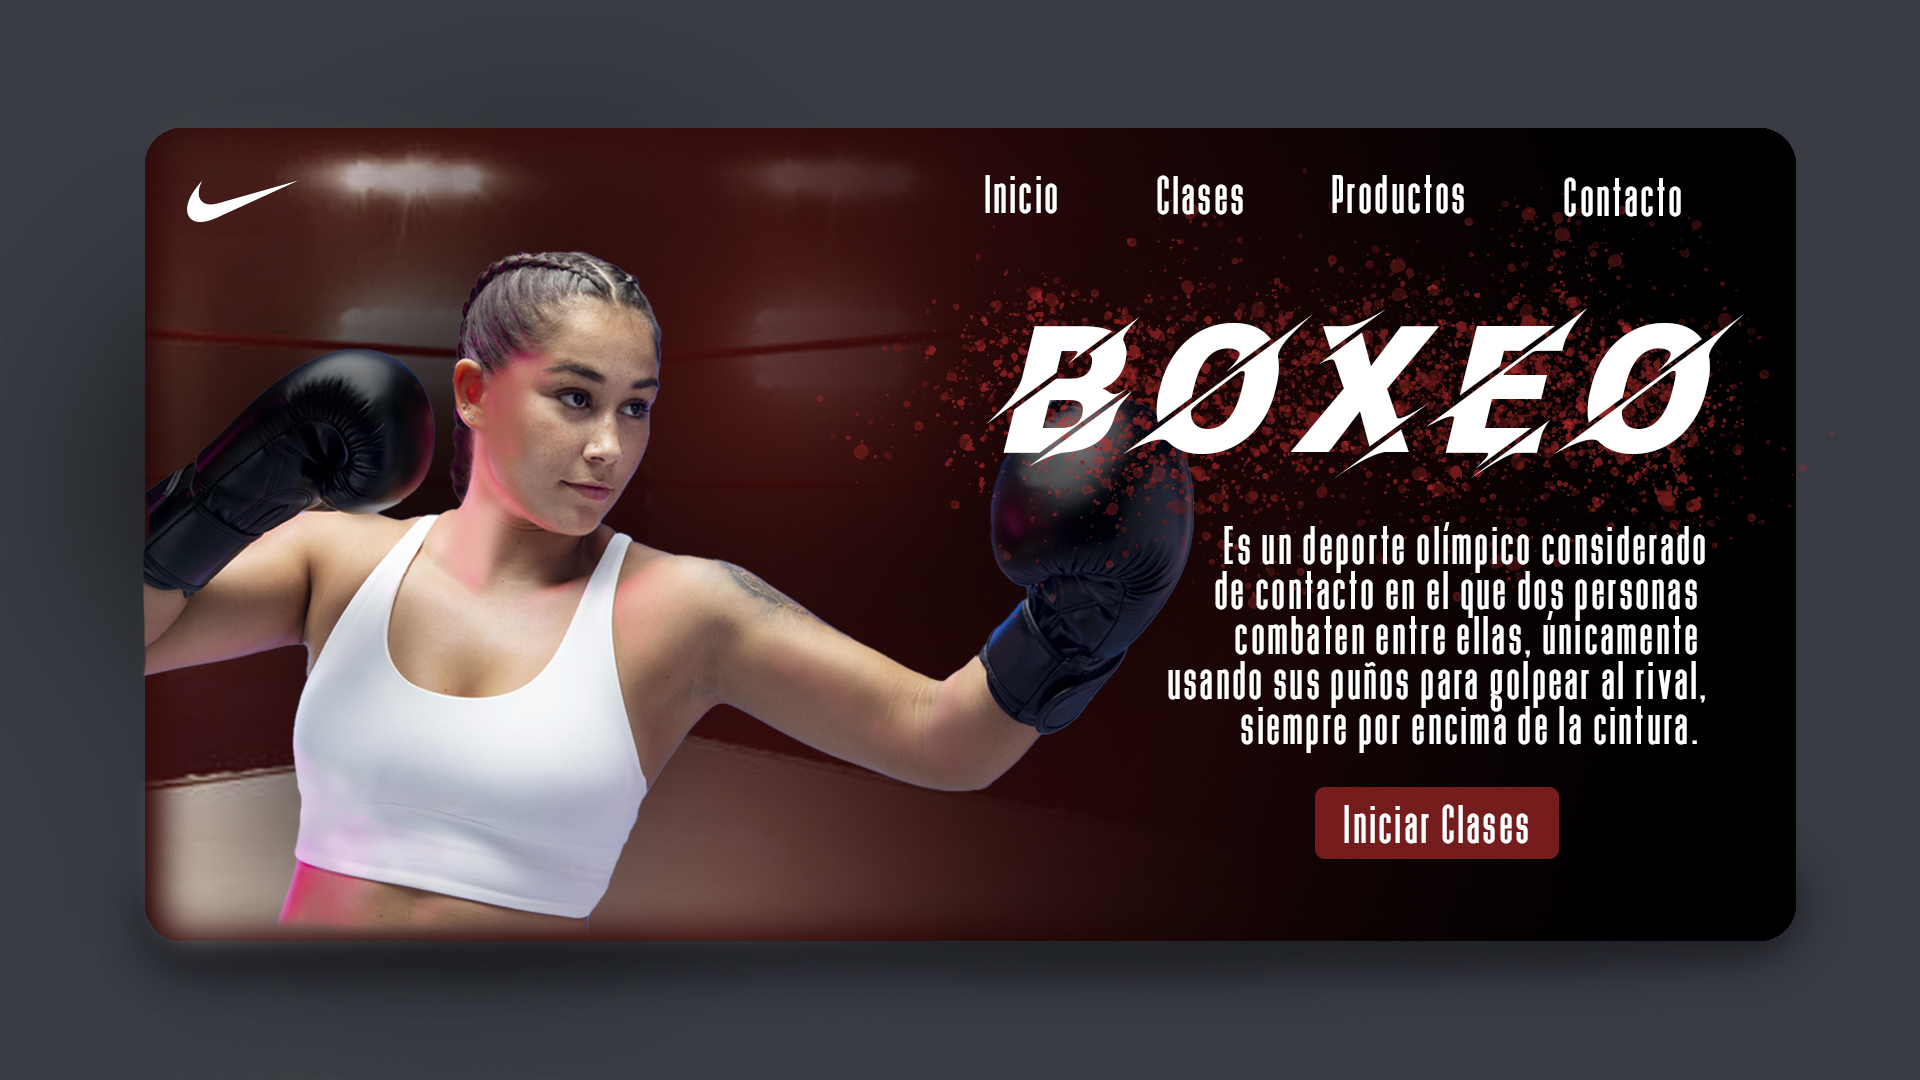 Inicio Clases Productos Contacto
BOXEO
Es un deporte olímpico considerado
de contacto en el que dos personas
combaten entre ellas, únicamente
usando sus puños para golpear al rival,
siempre por encima de la cintura.
Iniciar Clases